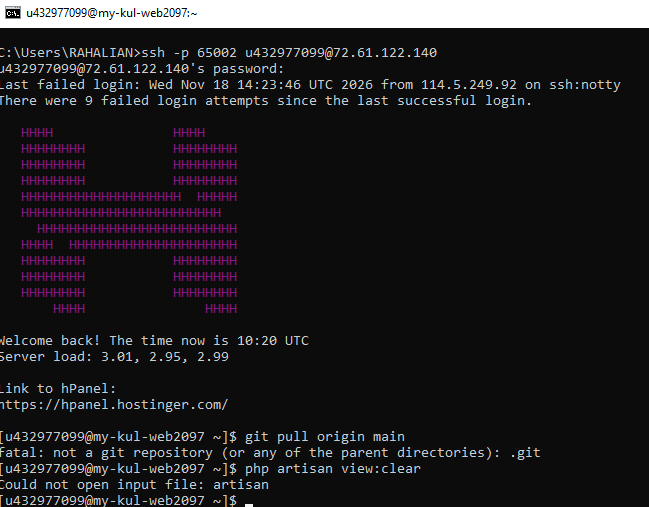 u432977099@my-kul-web2097:~
C:\Users\RAHALIAN>ssh -p 65002 u432977099@72.61.122.140
u432977099@72.61.122.140's password:
Last failed login: Wed Nov 18 14:23:46 UTC 2026 from 114.5.249.92 on ssh:notty
There were 9 failed login attempts since the last successful login.
   HHHH               HHHH
   HHHHHHHH           HHHHHHHH
   HHHHHHHH           HHHHHHHH
   HHHHHHHH           HHHHHHHH
   HHHHHHHHHHHHHHHHHHHH  HHHHH
   HHHHHHHHHHHHHHHHHHHHHHHHH
     HHHHHHHHHHHHHHHHHHHHHHHHH
   HHHH  HHHHHHHHHHHHHHHHHHHHH
   HHHHHHHH           HHHHHHHH
   HHHHHHHH           HHHHHHHH
   HHHHHHHH           HHHHHHHH
   HHHHHHHH           HHHHHHHH
       HHHH               HHHH
Welcome back! The time now is 10:20 UTC
Server load: 3.01, 2.95, 2.99
Link to hPanel:
https://hpanel.hostinger.com/
[u432977099@my-kul-web2097 ~]$ git pull origin main
fatal: not a git repository (or any of the parent directories): .git
[u432977099@my-kul-web2097 ~]$ php artisan view:clear
Could not open input file: artisan
[u432977099@my-kul-web2097 ~]$